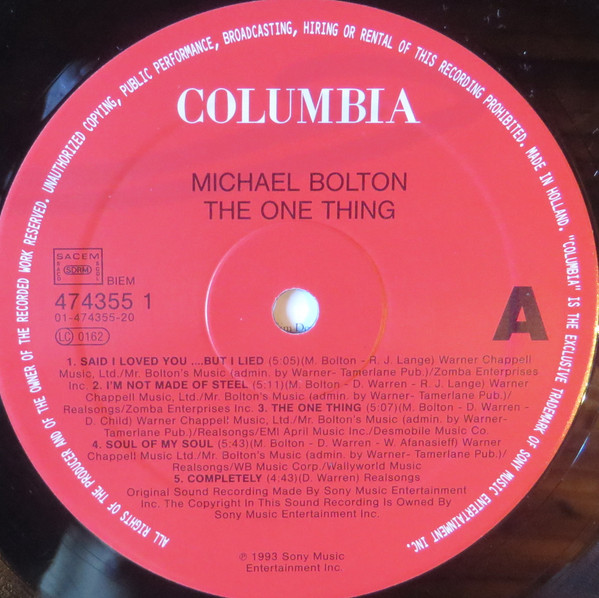 ALL RIGHTS OF THE PRODUCER AND OF THE OWNER OF THE RECORDED WORK RESERVED. UNAUTHORIZED COPYING, PUBLIC PERFORMANCE, BROADCASTING, HIRING OR RENTAL OF THIS RECORDING PROHIBITED. MADE IN HOLLAND. "COLUMBIA" IS THE EXCLUSIVE TRADEMARK OF SONY MUSIC ENTERTAINMENT INC.
COLUMBIA
MICHAEL BOLTON
THE ONE THING
SACEM
SDRM
BIEM
474355 1
01-474355-20
LC 0162
A
1. SAID I LOVED YOU ...BUT I LIED (5:05)(M. Bolton - R. J. Lange) Warner Chappell
Music, Ltd./Mr. Bolton's Music (admin. by Warner- Tamerlane Pub.)/Zomba Enterprises
Inc. 2. I'M NOT MADE OF STEEL (5:11)(M. Bolton - D. Warren - R. J. Lange) Warner
Chappell Music, Ltd./Mr. Bolton's Music (admin. by Warner- Tamerlane Pub.)/
Realsongs/Zomba Enterprises Inc. 3. THE ONE THING (5:07)(M. Bolton - D. Warren -
D. Child) Warner Chappell Music, Ltd./Mr. Bolton's Music (admin. by Warner-
Tamerlane Pub.)/Realsongs/EMI April Music Inc/Desmobile Music Co.
4. SOUL OF MY SOUL (5:43)(M. Bolton - D. Warren - W. Afanasieff) Warner
Chappell Music Ltd./Mr. Bolton's Music (admin. by Warner- Tamerlane Pub.)/
Realsongs/WB Music Corp./Wallyworld Music
5. COMPLETELY (4:43)(D. Warren) Realsongs
Original Sound Recording Made By Sony Music Entertainment
Inc. The Copyright In This Sound Recording Is Owned By
Sony Music Entertainment Inc.
℗ 1993 Sony Music
Entertainment Inc.